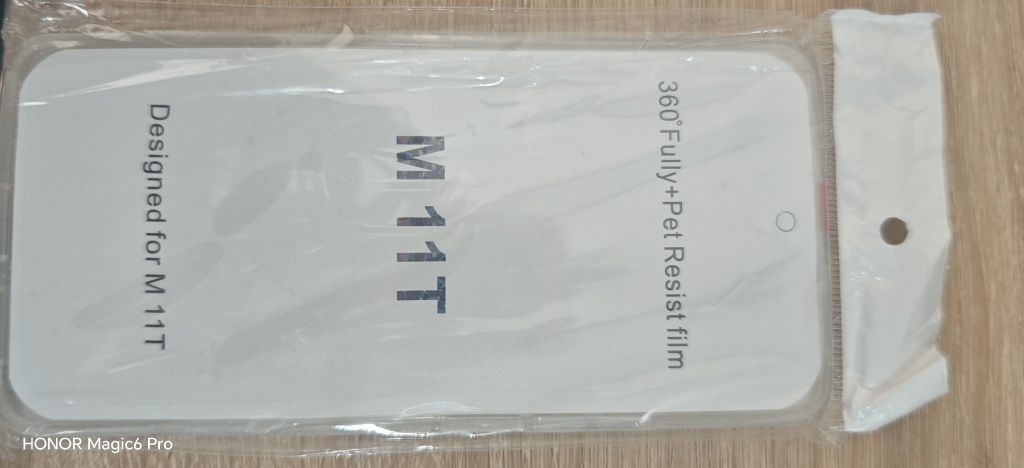 360°Fully+Pet Resist film
M 11T
Designed for M 11T
HONOR Magic6 Pro